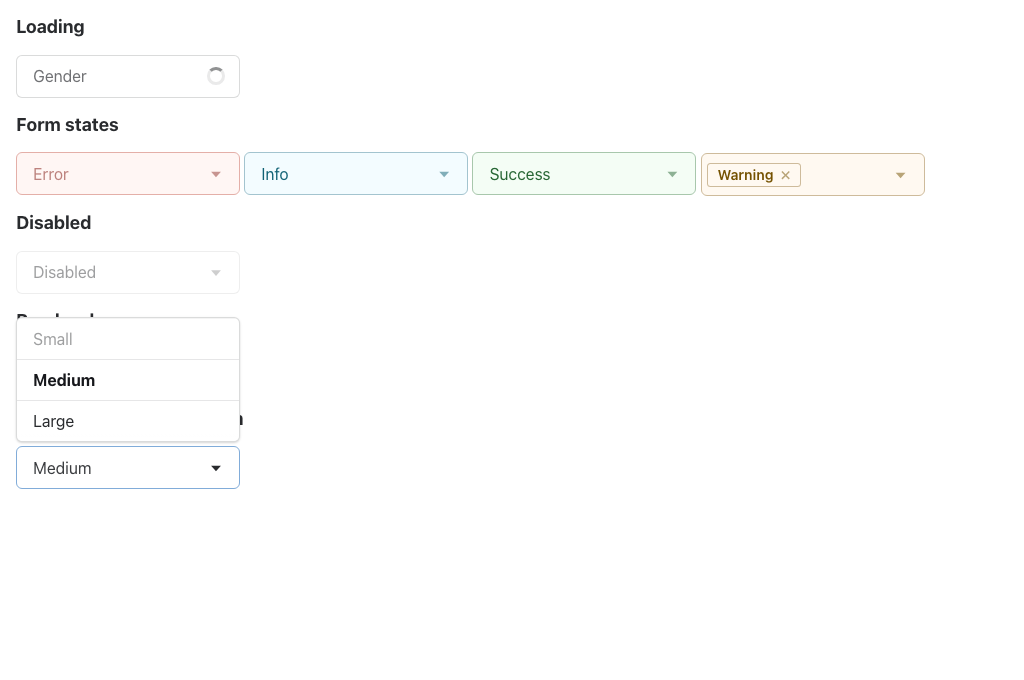 Loading
Gender
Form states
Error Info Success Warning
Disabled
Disabled
Small
Medium
Large
Medium